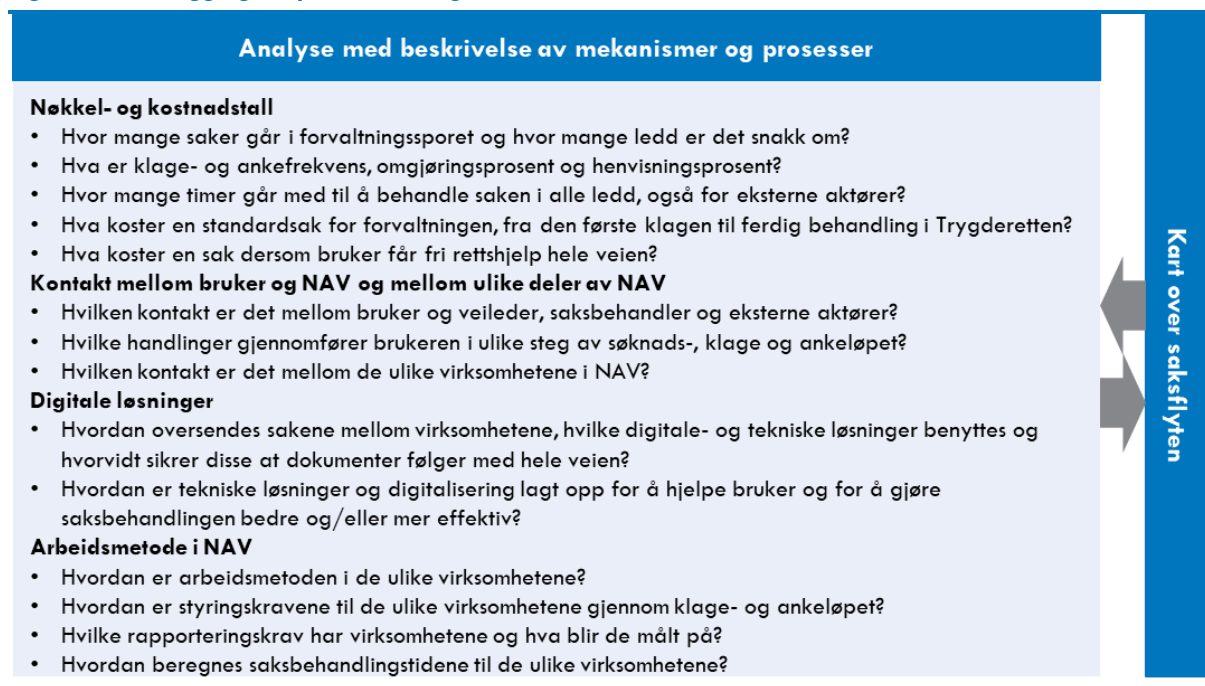 Analyse med beskrivelse av mekanismer og prosesser
Nøkkel- og kostnadstall
• Hvor mange saker går i forvaltningssporet og hvor mange ledd er det snakk om?
• Hva er klage- og ankefrekvens, omgjøringsprosent og henvisningsprosent?
• Hvor mange timer går med til å behandle saken i alle ledd, også for eksterne aktører?
• Hva koster en standardsak for forvaltningen, fra den første klagen til ferdig behandling i Trygderetten?
• Hva koster en sak dersom bruker får fri rettshjelp hele veien?
Kontakt mellom bruker og NAV og mellom ulike deler av NAV
• Hvilken kontakt er det mellom bruker og veileder, saksbehandler og eksterne aktører?
• Hvilke handlinger gjennomfører brukeren i ulike steg av søknads-, klage og ankeløpet?
• Hvilken kontakt er det mellom de ulike virksomhetene i NAV?
Digitale løsninger
• Hvordan oversendes sakene mellom virksomhetene, hvilke digitale- og tekniske løsninger benyttes og
hvorvidt sikrer disse at dokumenter følger med hele veien?
• Hvordan er tekniske løsninger og digitalisering lagt opp for å hjelpe bruker og for å gjøre
saksbehandlingen bedre og/eller mer effektiv?
Arbeidsmetode i NAV
• Hvordan er arbeidsmetoden i de ulike virksomhetene?
• Hvordan er styringskravene til de ulike virksomhetene gjennom klage- og ankeløpet?
• Hvilke rapporteringskrav har virksomhetene og hva blir de målt på?
• Hvordan beregnes saksbehandlingstidene til de ulike virksomhetene?
Kart over saksflyten